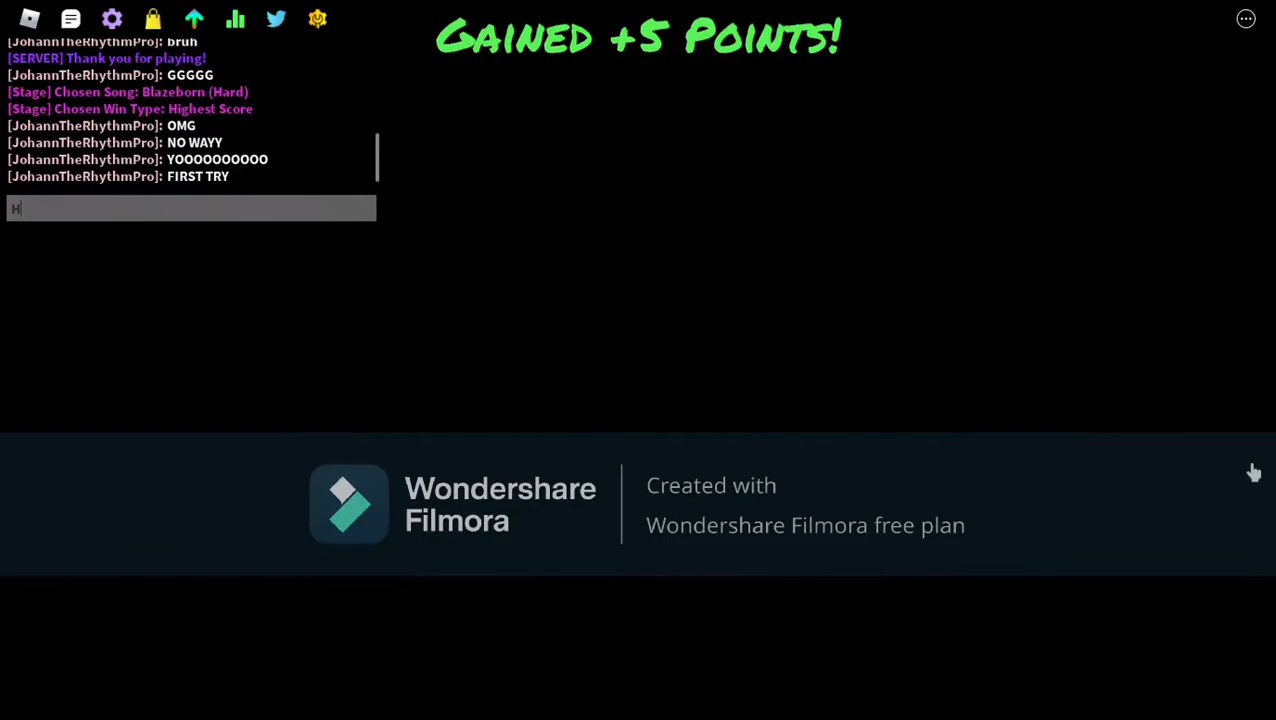 GAINED +5 POINTS!
[JohannTheRhythmPro]: bruh
[SERVER] Thank you for playing!
[JohannTheRhythmPro]: GGGGG
[Stage] Chosen Song: Blazeborn (Hard)
[Stage] Chosen Win Type: Highest Score
[JohannTheRhythmPro]: OMG
[JohannTheRhythmPro]: NO WAYY
[JohannTheRhythmPro]: YOOOOOOOOOO
[JohannTheRhythmPro]: FIRST TRY
H
Wondershare
Filmora
Created with
Wondershare Filmora free plan